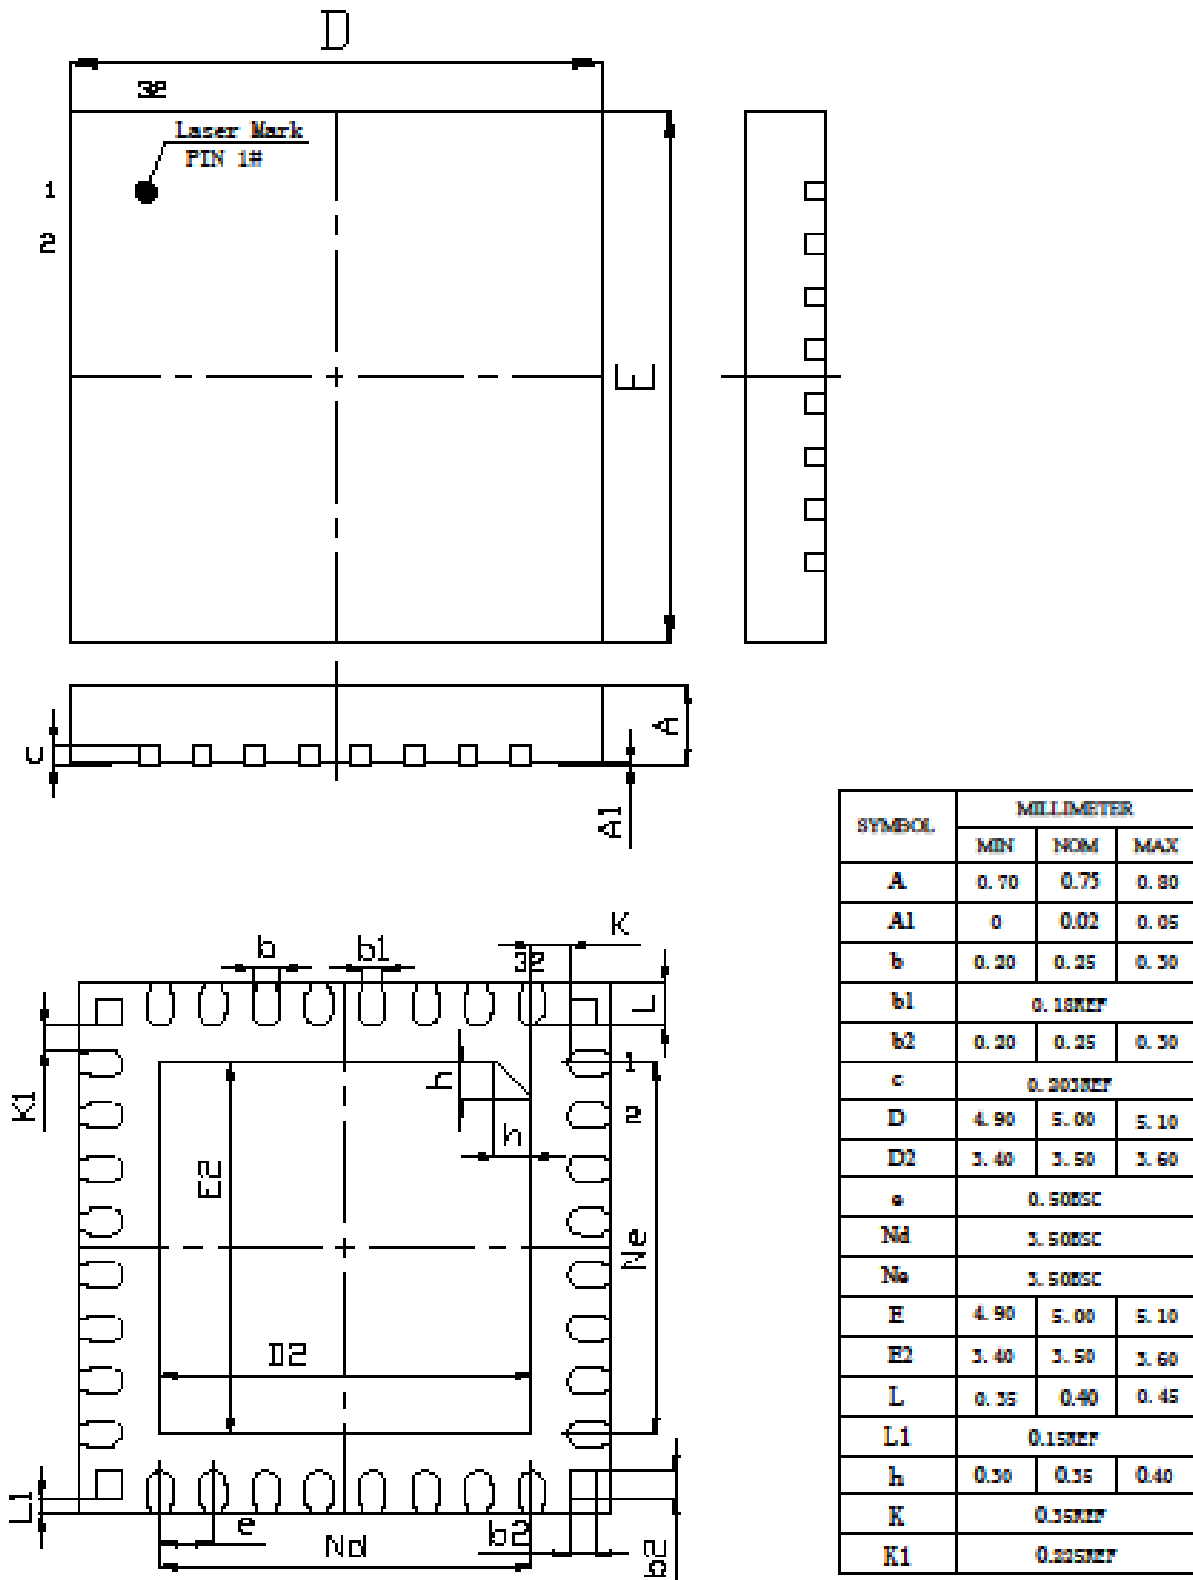 D
32
Laser Mark
PIN 1#
1
2
E
A
c
A1
K
b
b1
32
L
h
1
K1
2
h
E2
Ne
D2
L1
e
b2
Nd
b2
SYMBOL MILLIMETER
MIN NOM MAX
A 0.70 0.75 0.80
A1 0 0.02 0.05
b 0.20 0.25 0.30
b1 0.18REF
b2 0.20 0.25 0.30
c 0.203REF
D 4.90 5.00 5.10
D2 3.40 3.50 3.60
e 0.50BSC
Nd 3.50BSC
Ne 3.50BSC
E 4.90 5.00 5.10
E2 3.40 3.50 3.60
L 0.35 0.40 0.45
L1 0.15REF
h 0.30 0.35 0.40
K 0.35REF
K1 0.225REF